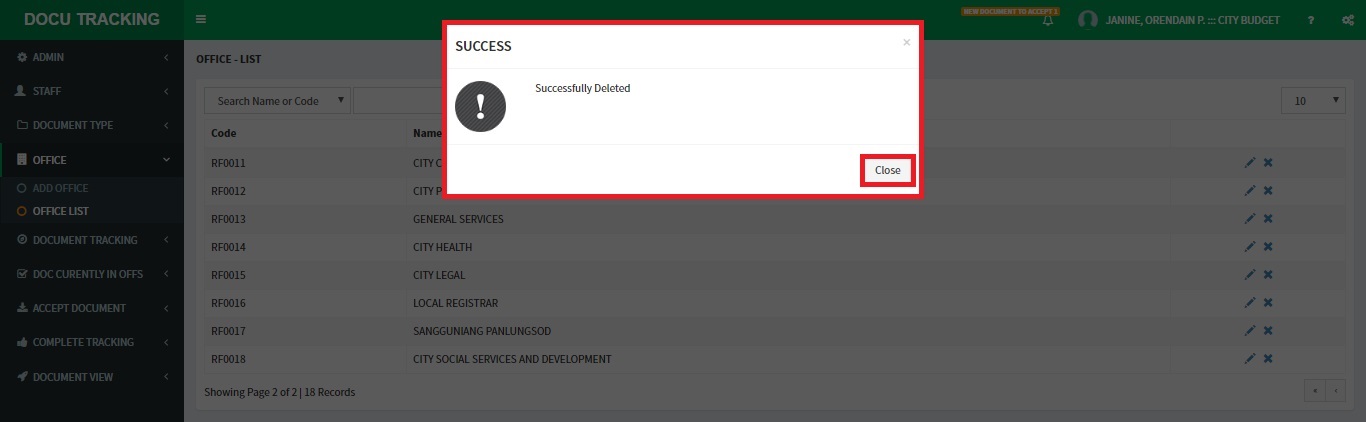 DOCU TRACKING
NEW DOCUMENT TO ACCEPT 1
JANINE, ORENDAIN P. ::: CITY BUDGET
?
ADMIN
STAFF
DOCUMENT TYPE
OFFICE
ADD OFFICE
OFFICE LIST
DOCUMENT TRACKING
DOC CURENTLY IN OFFS
ACCEPT DOCUMENT
COMPLETE TRACKING
DOCUMENT VIEW
SUCCESS
×
!
Successfully Deleted
Close
OFFICE - LIST
Search Name or Code
10
Code Name
RF0011 CITY C
RF0012 CITY P
RF0013 GENERAL SERVICES
RF0014 CITY HEALTH
RF0015 CITY LEGAL
RF0016 LOCAL REGISTRAR
RF0017 SANGGUNIANG PANLUNGSOD
RF0018 CITY SOCIAL SERVICES AND DEVELOPMENT
Showing Page 2 of 2 | 18 Records
« ‹